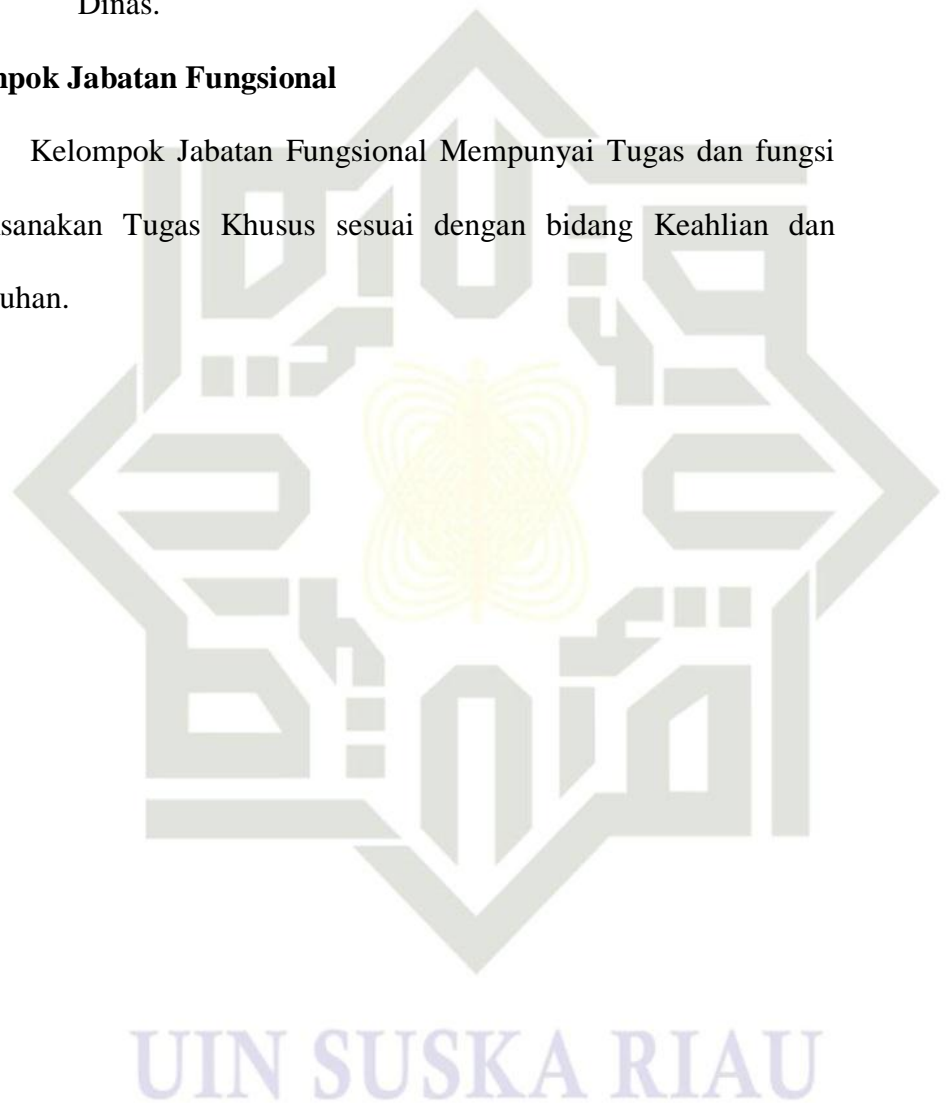 Dinas.
mpok Jabatan Fungsional
Kelompok Jabatan Fungsional Mempunyai Tugas dan fungsi
sanakan Tugas Khusus sesuai dengan bidang Keahlian dan
uhan.
UIN SUSKA RIAU